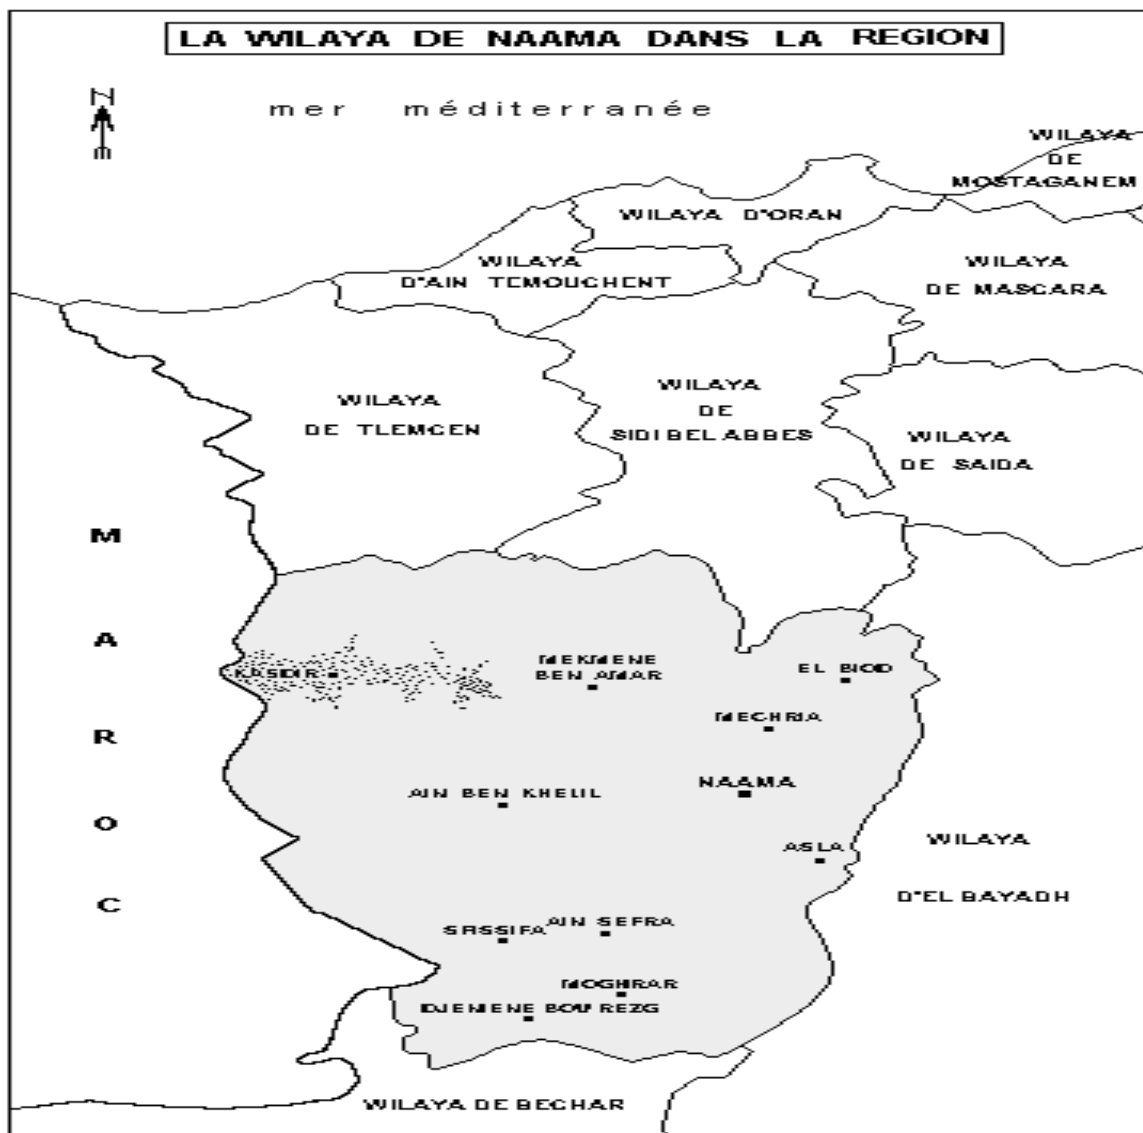 LA WILAYA DE NAAMA DANS LA REGION
N
mer méditerranée
WILAYA
DE
MOSTAGANEM
WILAYA D'ORAN
WILAYA
D'AIN TEMOUCHENT
WILAYA
DE MASCARA
WILAYA
DE TLEMCEN
WILAYA
DE
SIDI BEL ABBES
WILAYA
DE SAIDA
MAROC
KASDIR
MEKMENE
BEN AMAR
EL BIOD
MECHRIA
AIN BEN KHELIL
NAAMA
ASLA
WILAYA
D'EL BAYADH
SFISSIFA
AIN SEFRA
MOGHRAR
DJENIENE BOU REZG
WILAYA DE BECHAR